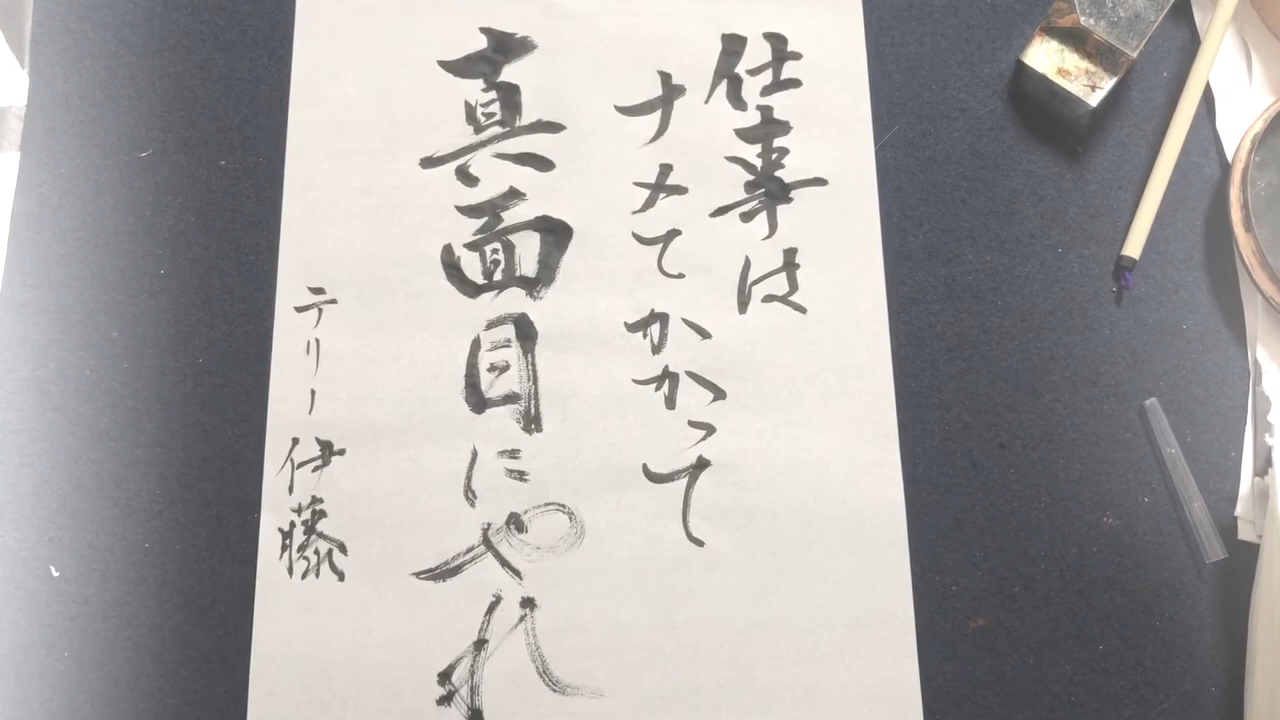 仕事は
ナメてかかって
真面目にやれ
テリー伊藤